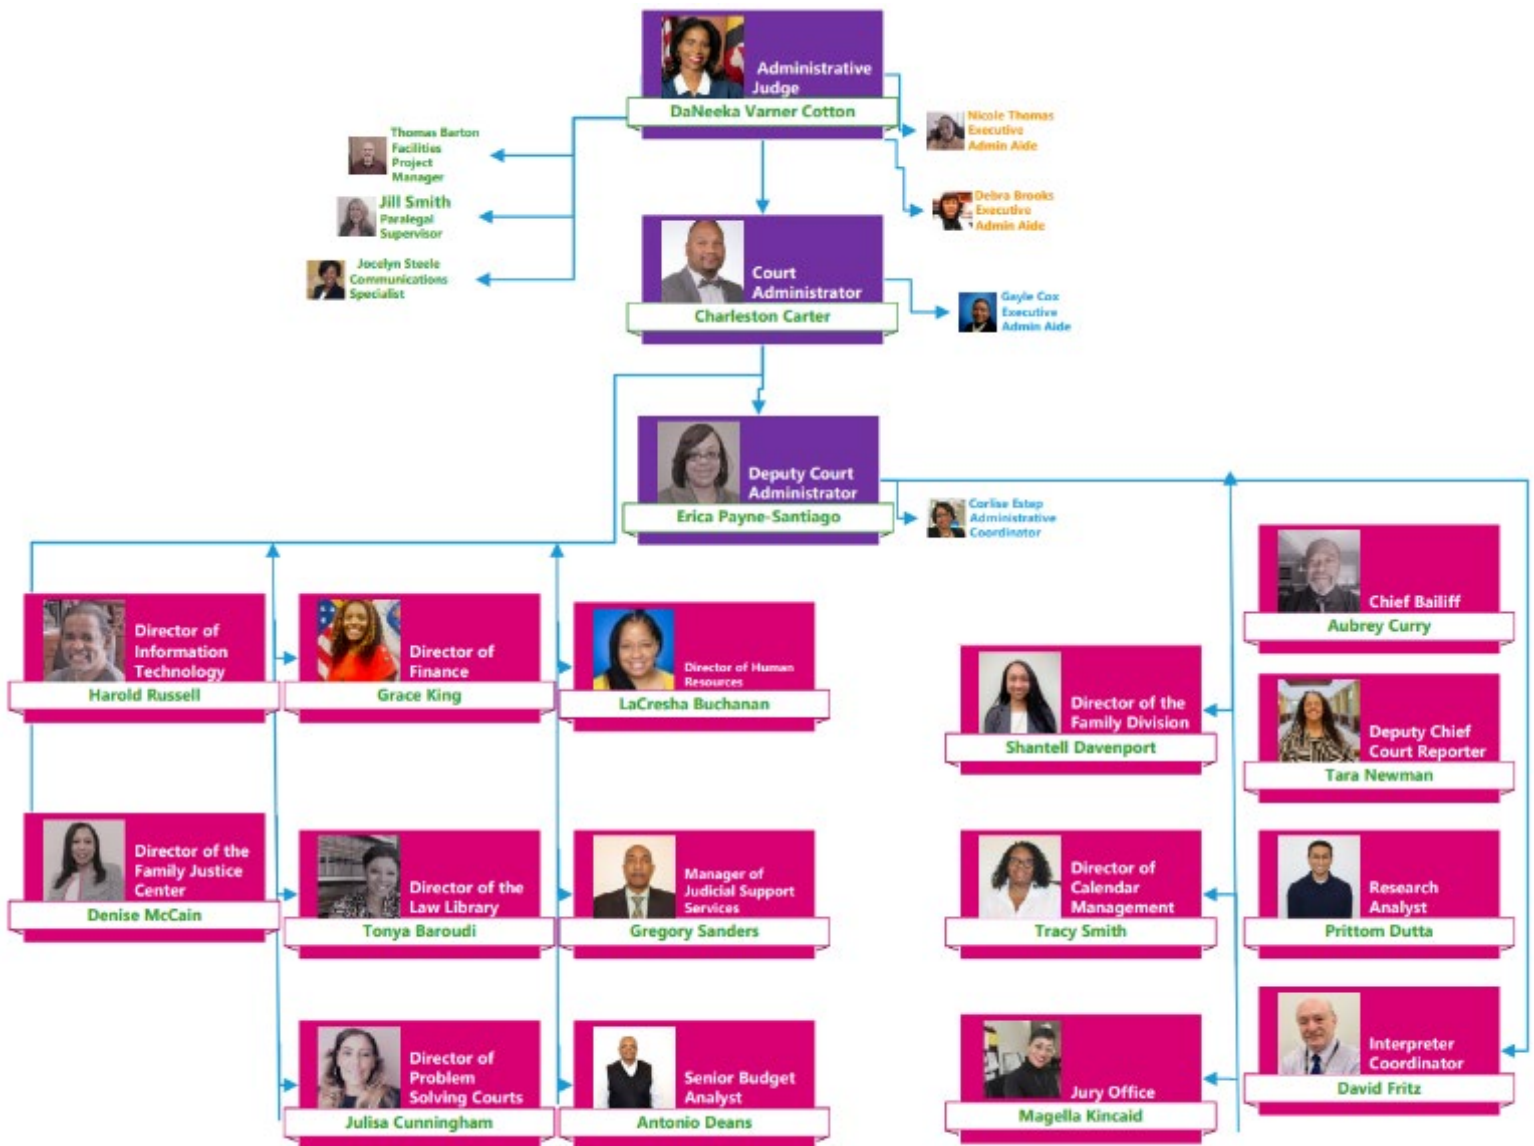 Administrative
Judge
DaNeeka Varner Cotton
Thomas Barton
Facilities
Project
Manager
Jill Smith
Paralegal
Supervisor
Jocelyn Steele
Communications
Specialist
Nicole Thomas
Executive
Admin Aide
Debra Brooks
Executive
Admin Aide
Court
Administrator
Charleston Carter
Gayle Cox
Executive
Admin Aide
Deputy Court
Administrator
Erica Payne-Santiago
Corlise Estep
Administrative
Coordinator
Director of
Information
Technology
Harold Russell
Director of
Finance
Grace King
Director of Human
Resources
LaCresha Buchanan
Director of the
Family Justice
Center
Denise McCain
Director of the
Law Library
Tonya Baroudi
Manager of
Judicial Support
Services
Gregory Sanders
Director of
Problem
Solving Courts
Julisa Cunningham
Senior Budget
Analyst
Antonio Deans
Director of the
Family Division
Shantell Davenport
Director of
Calendar
Management
Tracy Smith
Jury Office
Magella Kincaid
Chief Bailiff
Aubrey Curry
Deputy Chief
Court Reporter
Tara Newman
Research
Analyst
Prittom Dutta
Interpreter
Coordinator
David Fritz